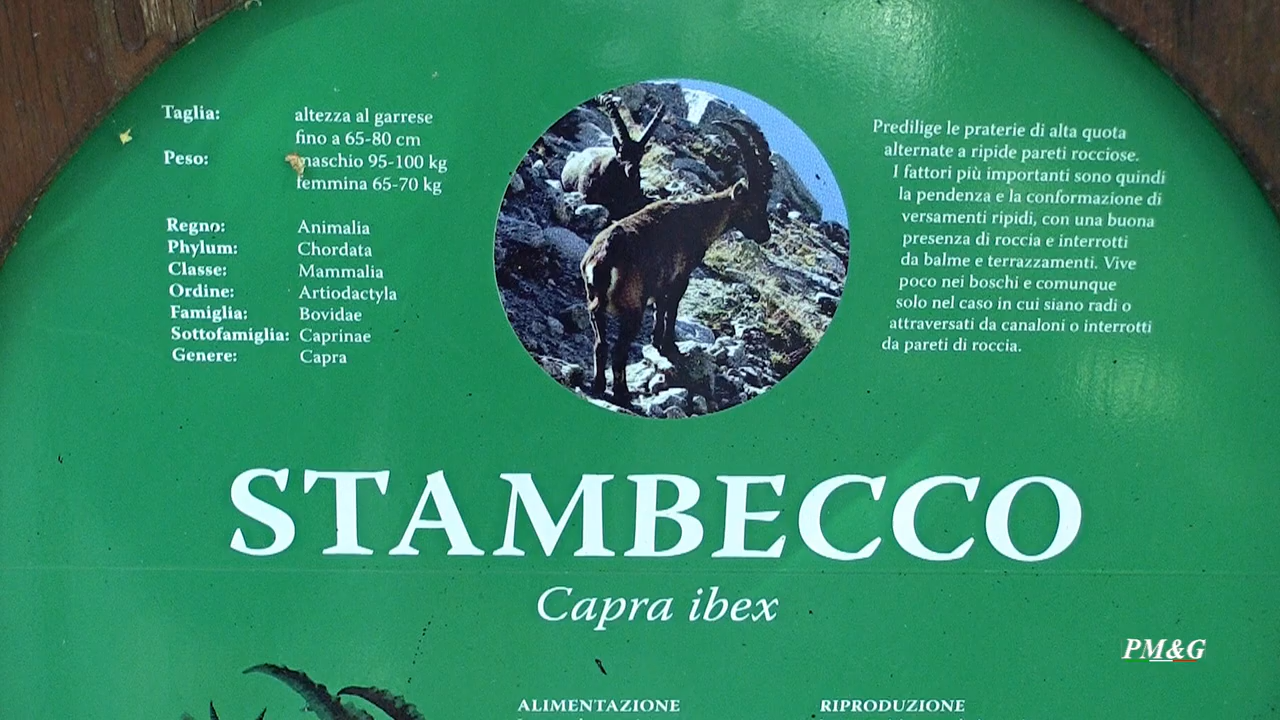 Taglia: altezza al garrese
fino a 65-80 cm
Peso: maschio 95-100 kg
femmina 65-70 kg
Regno: Animalia
Phylum: Chordata
Classe: Mammalia
Ordine: Artiodactyla
Famiglia: Bovidae
Sottofamiglia: Caprinae
Genere: Capra
Predilige le praterie di alta quota
alternate a ripide pareti rocciose.
I fattori più importanti sono quindi
la pendenza e la conformazione di
versamenti ripidi, con una buona
presenza di roccia e interrotti
da balme e terrazzamenti. Vive
poco nei boschi e comunque
solo nel caso in cui siano radi o
attraversati da canaloni o interrotti
da pareti di roccia.
STAMBECCO
Capra ibex
PM&G
ALIMENTAZIONE
RIPRODUZIONE